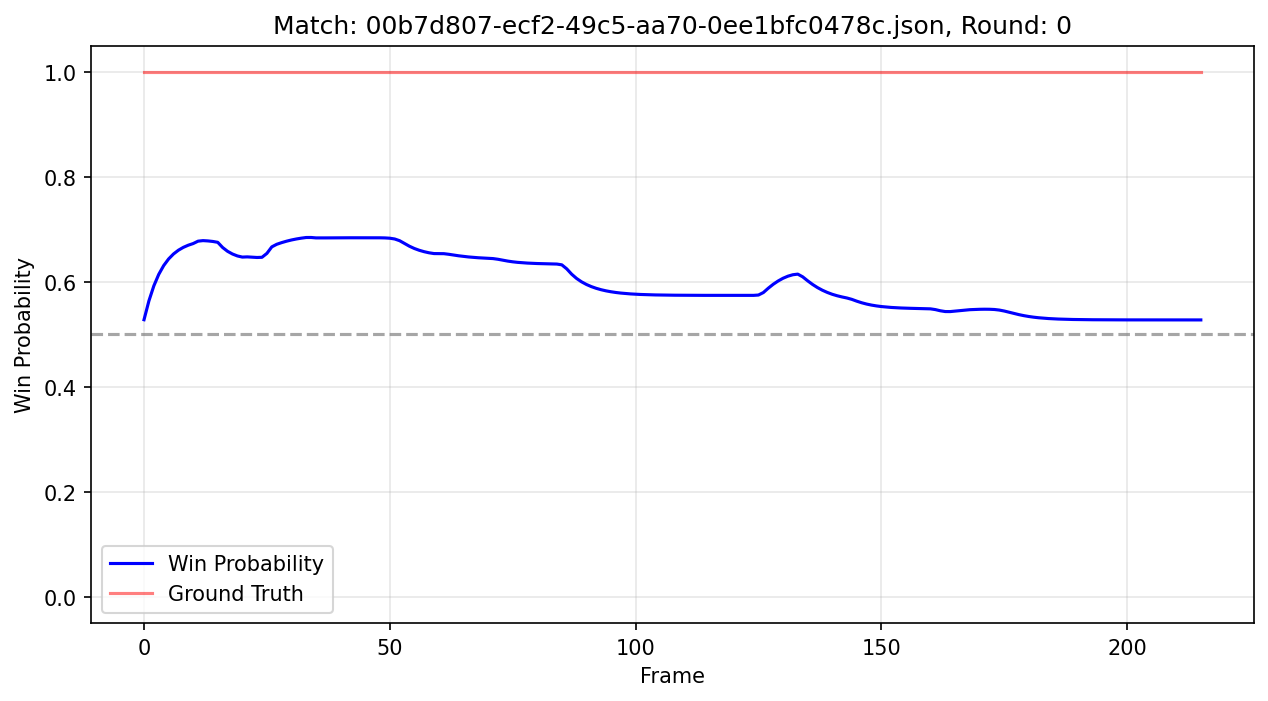 Match: 00b7d807-ecf2-49c5-aa70-0ee1bfc0478c.json, Round: 0
Win Probability
1.0
0.8
0.6
0.4
0.2
0.0
Win Probability
Ground Truth
0
50
100
150
200
Frame